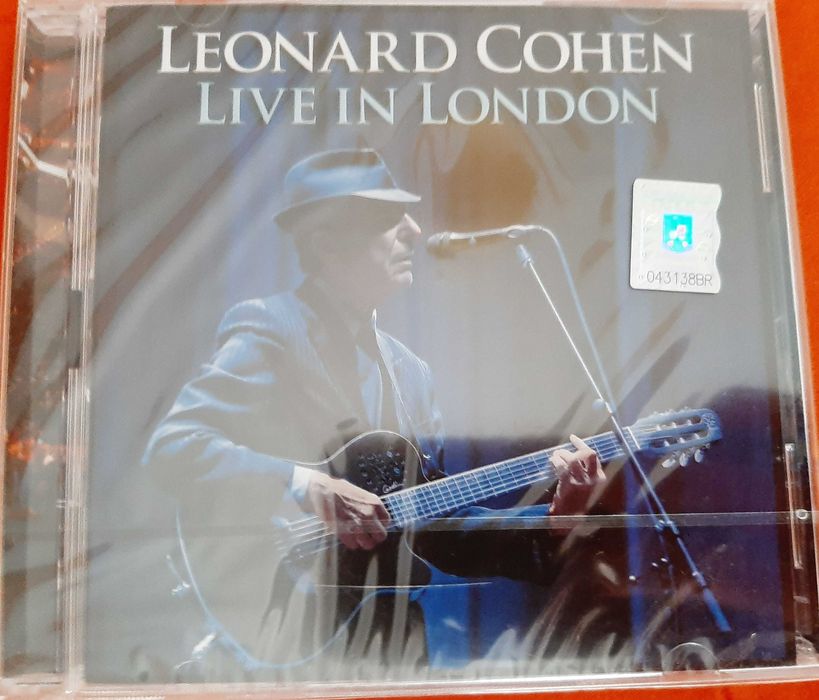 LEONARD COHEN
LIVE IN LONDON
043138BR